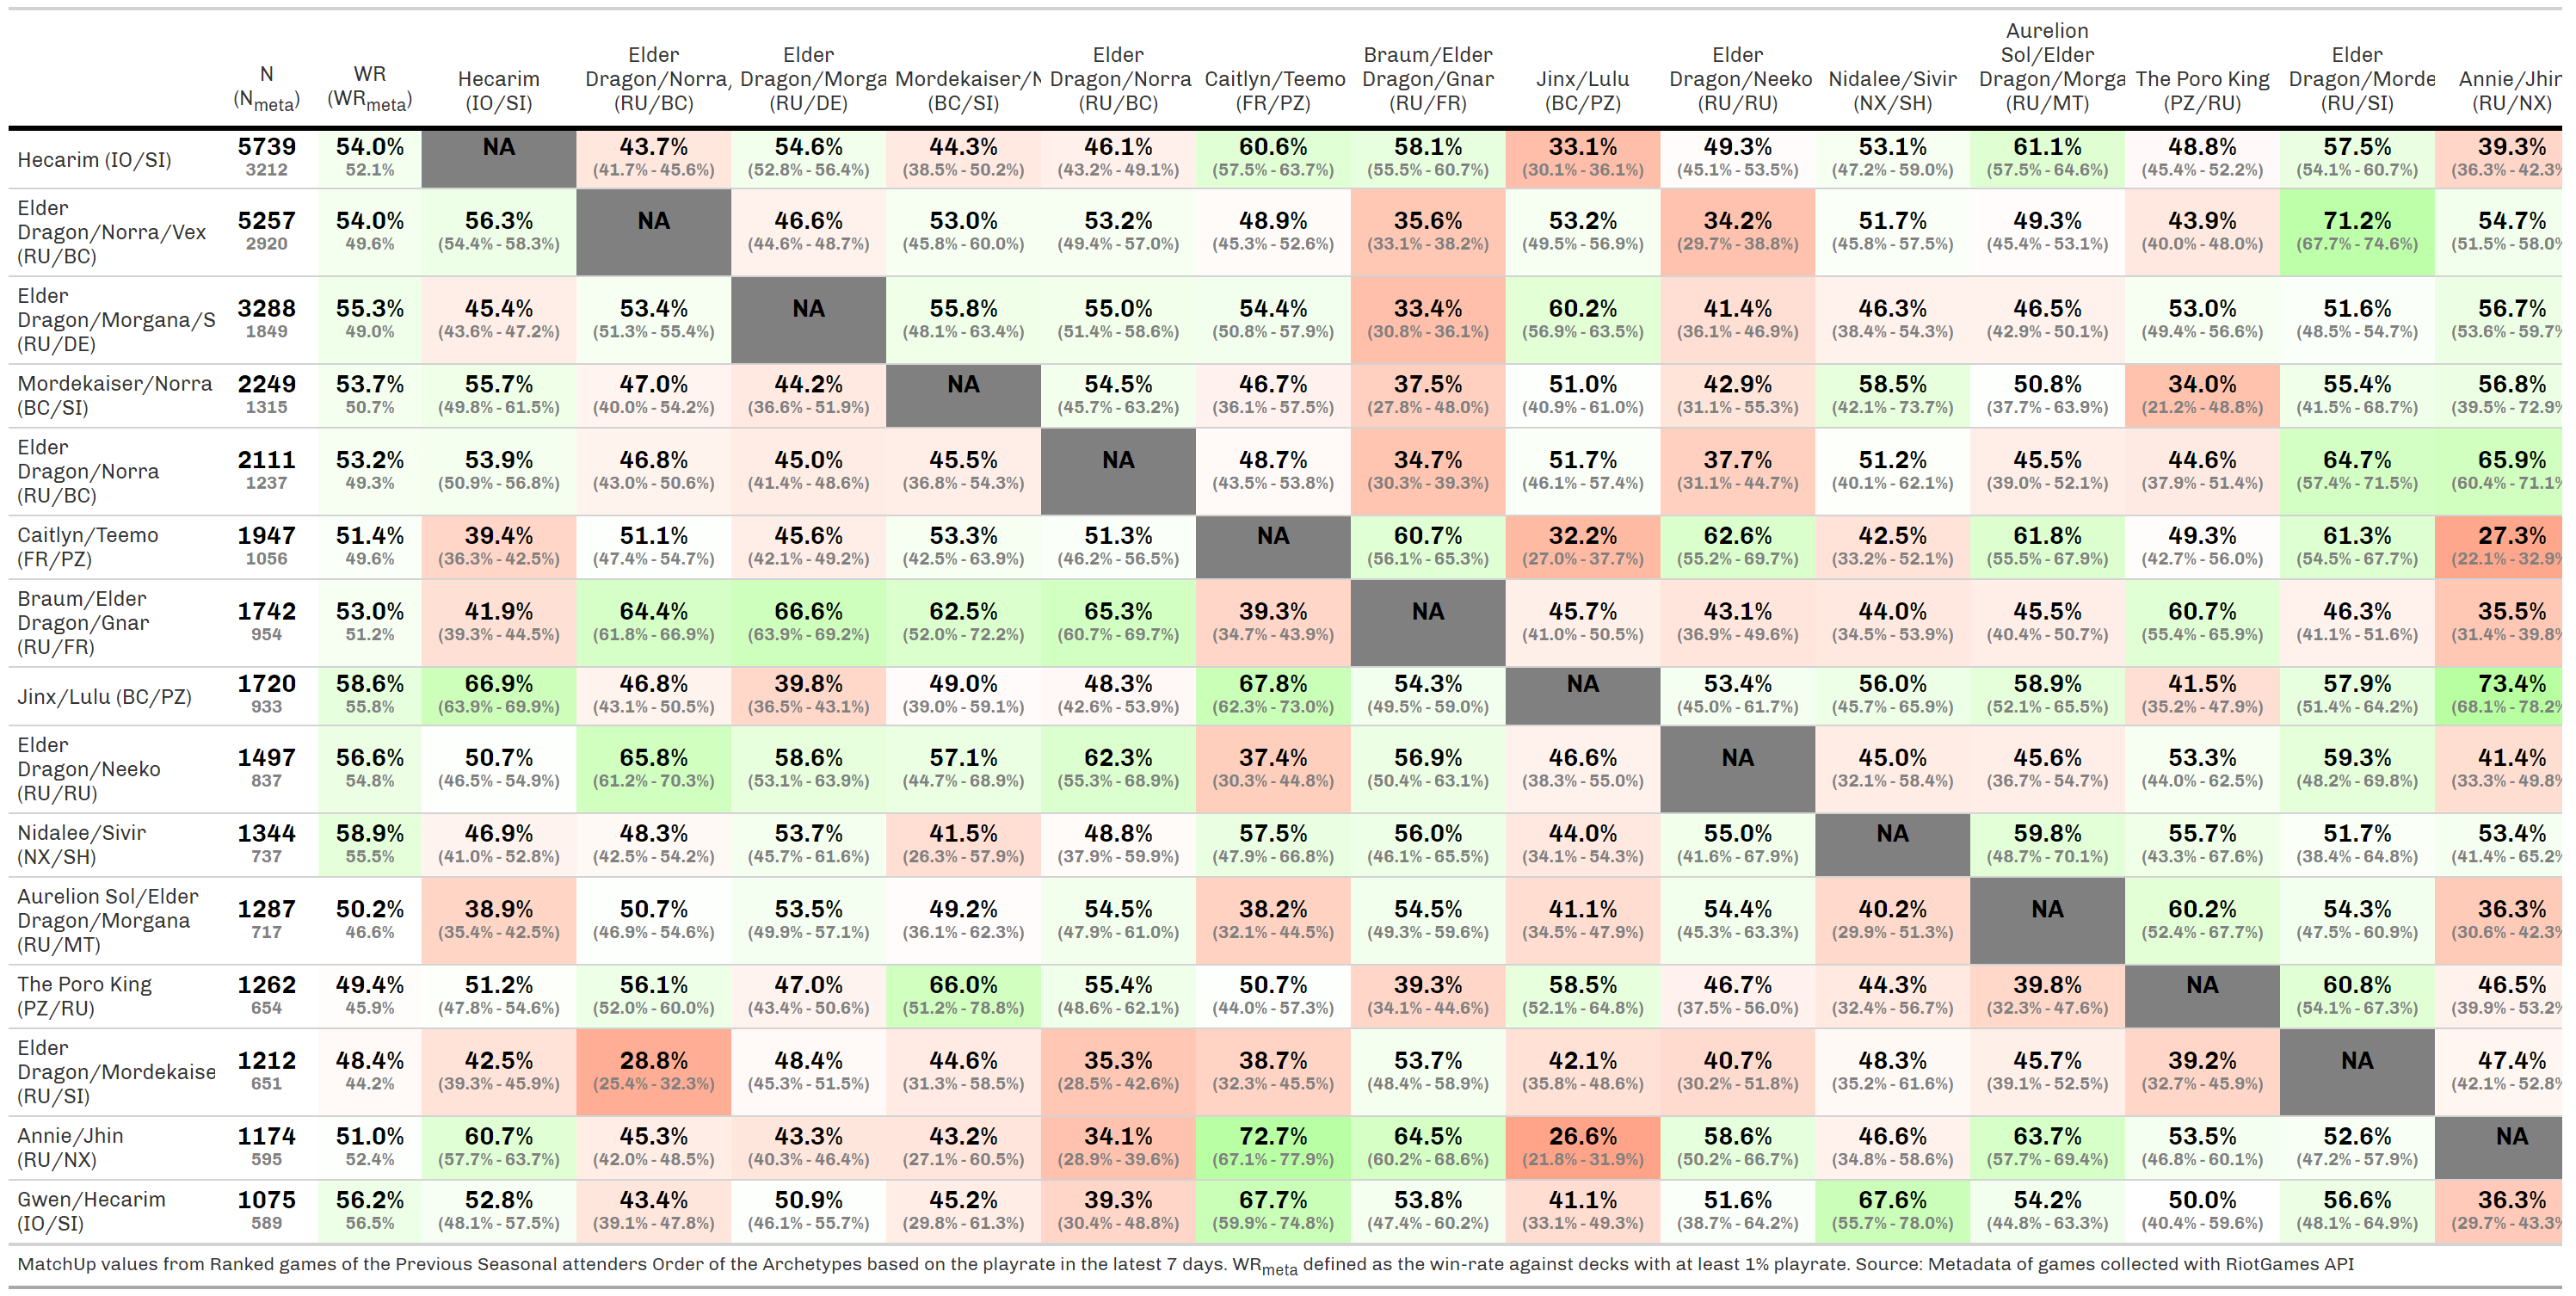 N
(Nmeta)
WR
(WRmeta)
Hecarim
(IO/SI)
Elder
Dragon/Norra,
(RU/BC)
Elder
Dragon/Morga
(RU/DE)
Mordekaiser/N
(BC/SI)
Elder
Dragon/Norra
(RU/BC)
Caitlyn/Teemo
(FR/PZ)
Braum/Elder
Dragon/Gnar
(RU/FR)
Jinx/Lulu
(BC/PZ)
Elder
Dragon/Neeko
(RU/RU)
Nidalee/Sivir
(NX/SH)
Aurelion
Sol/Elder
Dragon/Morga
(RU/MT)
The Poro King
(PZ/RU)
Elder
Dragon/Morde
(RU/SI)
Annie/Jhir
(RU/NX)
Hecarim (IO/SI)
5739 54.0% NA 43.7% 54.6% 44.3% 46.1% 60.6% 58.1% 33.1% 49.3% 53.1% 61.1% 48.8% 57.5% 39.3%
3212 52.1% (41.7% - 45.6%) (52.8% - 56.4%) (38.5% - 50.2%) (43.2% - 49.1%) (57.5% - 63.7%) (55.5% - 60.7%) (30.1% - 36.1%) (45.1% - 53.5%) (47.2% - 59.0%) (57.5% - 64.6%) (45.4% - 52.2%) (54.1% - 60.7%) (36.3% - 42.3%
Elder
Dragon/Norra/Vex
(RU/BC)
5257 54.0% 56.3% NA 46.6% 53.0% 53.2% 48.9% 35.6% 53.2% 34.2% 51.7% 49.3% 43.9% 71.2% 54.7%
2920 49.6% (54.4% - 58.3%) (44.6% - 48.7%) (45.8% - 60.0%) (49.4% - 57.0%) (45.3% - 52.6%) (33.1% - 38.2%) (49.5% - 56.9%) (29.7% - 38.8%) (45.8% - 57.5%) (45.4% - 53.1%) (40.0% - 48.0%) (67.7% - 74.6%) (51.5% - 58.0%
Elder
Dragon/Morgana/S
(RU/DE)
3288 55.3% 45.4% 53.4% NA 55.8% 55.0% 54.4% 33.4% 60.2% 41.4% 46.3% 46.5% 53.0% 51.6% 56.7%
1849 49.0% (43.6% - 47.2%) (51.3% - 55.4%) (48.1% - 63.4%) (51.4% - 58.6%) (50.8% - 57.9%) (30.8% - 36.1%) (56.9% - 63.5%) (36.1% - 46.9%) (38.4% - 54.3%) (42.9% - 50.1%) (49.4% - 56.6%) (48.5% - 54.7%) (53.6% - 59.7%
Mordekaiser/Norra
(BC/SI)
2249 53.7% 55.7% 47.0% 44.2% NA 54.5% 46.7% 37.5% 51.0% 42.9% 58.5% 50.8% 34.0% 55.4% 56.8%
1315 50.7% (49.8% - 61.5%) (40.0% - 54.2%) (36.6% - 51.9%) (45.7% - 63.2%) (36.1% - 57.5%) (27.8% - 48.0%) (40.9% - 61.0%) (31.1% - 55.3%) (42.1% - 73.7%) (37.7% - 63.9%) (21.2% - 48.8%) (41.5% - 68.7%) (39.5% - 72.9%
Elder
Dragon/Norra
(RU/BC)
2111 53.2% 53.9% 46.8% 45.0% 45.5% NA 48.7% 34.7% 51.7% 37.7% 51.2% 45.5% 44.6% 64.7% 65.9%
1237 49.3% (50.9% - 56.8%) (43.0% - 50.6%) (41.4% - 48.6%) (36.8% - 54.3%) (43.5% - 53.8%) (30.3% - 39.3%) (46.1% - 57.4%) (31.1% - 44.7%) (40.1% - 62.1%) (39.0% - 52.1%) (37.9% - 51.4%) (57.4% - 71.5%) (60.4% - 71.1%
Caitlyn/Teemo
(FR/PZ)
1947 51.4% 39.4% 51.1% 45.6% 53.3% 51.3% NA 60.7% 32.2% 62.6% 42.5% 61.8% 49.3% 61.3% 27.3%
1056 49.6% (36.3% - 42.5%) (47.4% - 54.7%) (42.1% - 49.2%) (42.5% - 63.9%) (46.2% - 56.5%) (56.1% - 65.3%) (27.0% - 37.7%) (55.2% - 69.7%) (33.2% - 52.1%) (55.5% - 67.9%) (42.7% - 56.0%) (54.5% - 67.7%) (22.1% - 32.9%
Braum/Elder
Dragon/Gnar
(RU/FR)
1742 53.0% 41.9% 64.4% 66.6% 62.5% 65.3% 39.3% NA 45.7% 43.1% 44.0% 45.5% 60.7% 46.3% 35.5%
954 51.2% (39.3% - 44.5%) (61.8% - 66.9%) (63.9% - 69.2%) (52.0% - 72.2%) (60.7% - 69.7%) (34.7% - 43.9%) (41.0% - 50.5%) (36.9% - 49.6%) (34.5% - 53.9%) (40.4% - 50.7%) (55.4% - 65.9%) (41.1% - 51.6%) (31.4% - 39.8%
Jinx/Lulu (BC/PZ)
1720 58.6% 66.9% 46.8% 39.8% 49.0% 48.3% 67.8% 54.3% NA 53.4% 56.0% 58.9% 41.5% 57.9% 73.4%
933 55.8% (63.9% - 69.9%) (43.1% - 50.5%) (36.5% - 43.1%) (39.0% - 59.1%) (42.6% - 53.9%) (62.3% - 73.0%) (49.5% - 59.0%) (45.0% - 61.7%) (45.7% - 65.9%) (52.1% - 65.5%) (35.2% - 47.9%) (51.4% - 64.2%) (68.1% - 78.2%
Elder
Dragon/Neeko
(RU/RU)
1497 56.6% 50.7% 65.8% 58.6% 57.1% 62.3% 37.4% 56.9% 46.6% NA 45.0% 45.6% 53.3% 59.3% 41.4%
837 54.8% (46.5% - 54.9%) (61.2% - 70.3%) (53.1% - 63.9%) (44.7% - 68.9%) (55.3% - 68.9%) (30.3% - 44.8%) (50.4% - 63.1%) (38.3% - 55.0%) (32.1% - 58.4%) (36.7% - 54.7%) (44.0% - 62.5%) (48.2% - 69.8%) (33.3% - 49.8%
Nidalee/Sivir
(NX/SH)
1344 58.9% 46.9% 48.3% 53.7% 41.5% 48.8% 57.5% 56.0% 44.0% 55.0% NA 59.8% 55.7% 51.7% 53.4%
737 55.5% (41.0% - 52.8%) (42.5% - 54.2%) (45.7% - 61.6%) (26.3% - 57.9%) (37.9% - 59.9%) (47.9% - 66.8%) (46.1% - 65.5%) (34.1% - 54.3%) (41.6% - 67.9%) (48.7% - 70.1%) (43.3% - 67.6%) (38.4% - 64.8%) (41.4% - 65.2%
Aurelion Sol/Elder
Dragon/Morgana
(RU/MT)
1287 50.2% 38.9% 50.7% 53.5% 49.2% 54.5% 38.2% 54.5% 41.1% 54.4% 40.2% NA 60.2% 54.3% 36.3%
717 46.6% (35.4% - 42.5%) (46.9% - 54.6%) (49.9% - 57.1%) (36.1% - 62.3%) (47.9% - 61.0%) (32.1% - 44.5%) (49.3% - 59.6%) (34.5% - 47.9%) (45.3% - 63.3%) (29.9% - 51.3%) (52.4% - 67.7%) (47.5% - 60.9%) (30.6% - 42.3%
The Poro King
(PZ/RU)
1262 49.4% 51.2% 56.1% 47.0% 66.0% 55.4% 50.7% 39.3% 58.5% 46.7% 44.3% 39.8% NA 60.8% 46.5%
654 45.9% (47.8% - 54.6%) (52.0% - 60.0%) (43.4% - 50.6%) (51.2% - 78.8%) (48.6% - 62.1%) (44.0% - 57.3%) (34.1% - 44.6%) (52.1% - 64.8%) (37.5% - 56.0%) (32.4% - 56.7%) (32.3% - 47.6%) (54.1% - 67.3%) (39.9% - 53.2%
Elder
Dragon/Mordekaise
(RU/SI)
1212 48.4% 42.5% 28.8% 48.4% 44.6% 35.3% 38.7% 53.7% 42.1% 40.7% 48.3% 45.7% 39.2% NA 47.4%
651 44.2% (39.3% - 45.9%) (25.4% - 32.3%) (45.3% - 51.5%) (31.3% - 58.5%) (28.5% - 42.6%) (32.3% - 45.5%) (48.4% - 58.9%) (35.8% - 48.6%) (30.2% - 51.8%) (35.2% - 61.6%) (39.1% - 52.5%) (32.7% - 45.9%) (42.1% - 52.8%
Annie/Jhin
(RU/NX)
1174 51.0% 60.7% 45.3% 43.3% 43.2% 34.1% 72.7% 64.5% 26.6% 58.6% 46.6% 63.7% 53.5% 52.6% NA
595 52.4% (57.7% - 63.7%) (42.0% - 48.5%) (40.3% - 46.4%) (27.1% - 60.5%) (28.9% - 39.6%) (67.1% - 77.9%) (60.2% - 68.6%) (21.8% - 31.9%) (50.2% - 66.7%) (34.8% - 58.6%) (57.7% - 69.4%) (46.8% - 60.1%) (47.2% - 57.9%)
Gwen/Hecarim
(IO/SI)
1075 56.2% 52.8% 43.4% 50.9% 45.2% 39.3% 67.7% 53.8% 41.1% 51.6% 67.6% 54.2% 50.0% 56.6% 36.3%
589 56.5% (48.1% - 57.5%) (39.1% - 47.8%) (46.1% - 55.7%) (29.8% - 61.3%) (30.4% - 48.8%) (59.9% - 74.8%) (47.4% - 60.2%) (33.1% - 49.3%) (38.7% - 64.2%) (55.7% - 78.0%) (44.8% - 63.3%) (40.4% - 59.6%) (48.1% - 64.9%) (29.7% - 43.3%
MatchUp values from Ranked games of the Previous Seasonal attenders Order of the Archetypes based on the playrate in the latest 7 days. WRmeta defined as the win-rate against decks with at least 1% playrate. Source: Metadata of games collected with RiotGames API